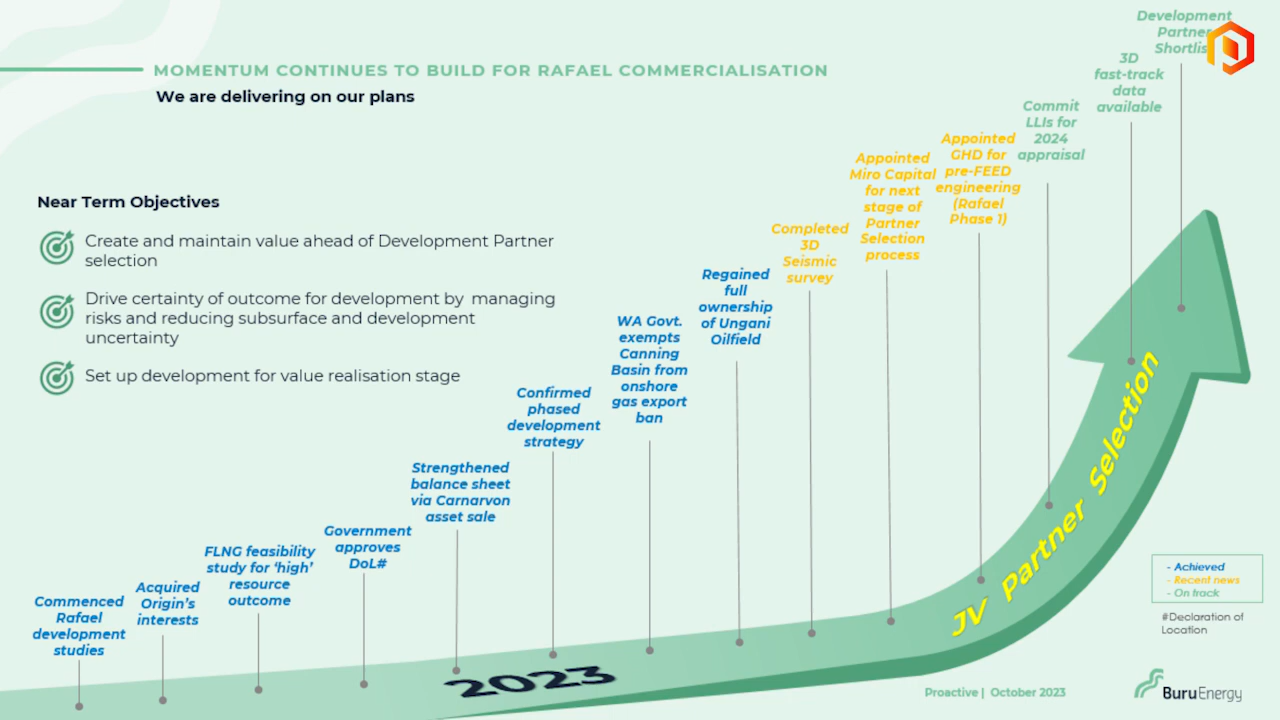 MOMENTUM CONTINUES TO BUILD FOR RAFAEL COMMERCIALISATION
We are delivering on our plans
Near Term Objectives
Create and maintain value ahead of Development Partner
selection
Drive certainty of outcome for development by managing
risks and reducing subsurface and development
uncertainty
Set up development for value realisation stage
Commenced
Rafael
development
studies
Acquired
Origin's
interests
FLNG feasibility
study for 'high'
resource
outcome
Government
approves
DoL#
Strengthened
balance sheet
via Carnarvon
asset sale
Confirmed
phased
development
strategy
WA Govt.
exempts
Canning
Basin from
onshore
gas export
ban
Regained
full
ownership
of Ungani
Oilfield
Completed
3D
Seismic
survey
Appointed
Miro Capital
for next
stage of
Partner
Selection
process
Appointed
GHD for
pre-FEED
engineering
(Rafael
Phase 1)
Commit
LLIs for
2024
appraisal
3D
fast-track
data
available
Development
Partner
2023
JV Partner Selection
- Achieved
- Recent news
- On track
#Declaration of
Location
Proactive | October 2023
BuruEnergy